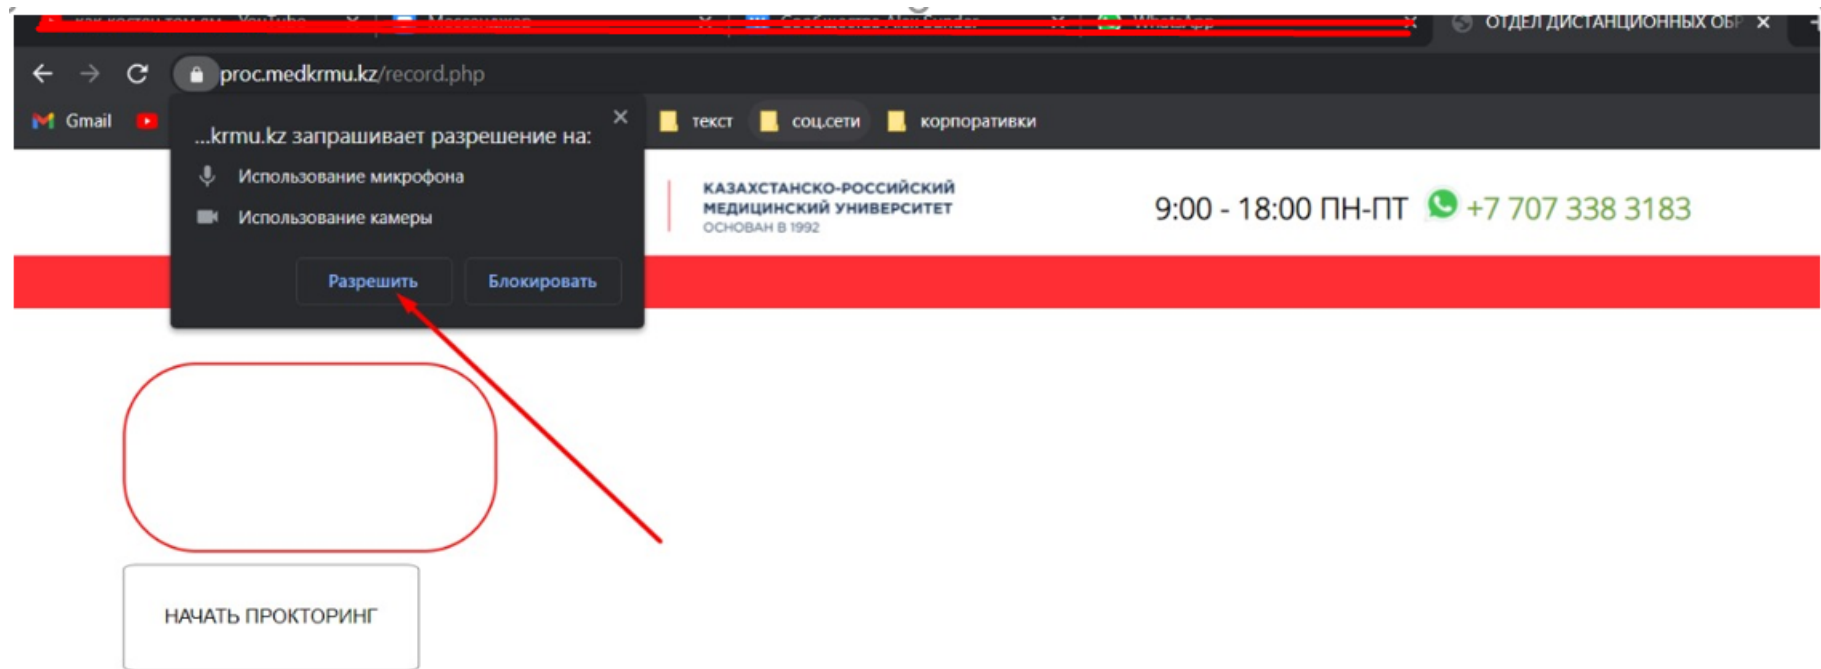 ОТДЕЛ ДИСТАНЦИОННЫХ ОБР
proc.medkrmu.kz/record.php
Gmail
текст
соц.сети
корпоративки
...krmu.kz запрашивает разрешение на:
Использование микрофона
Использование камеры
Разрешить
Блокировать
КАЗАХСТАНСКО-РОССИЙСКИЙ
МЕДИЦИНСКИЙ УНИВЕРСИТЕТ
ОСНОВАН В 1992
9:00 - 18:00 ПН-ПТ +7 707 338 3183
НАЧАТЬ ПРОКТОРИНГ